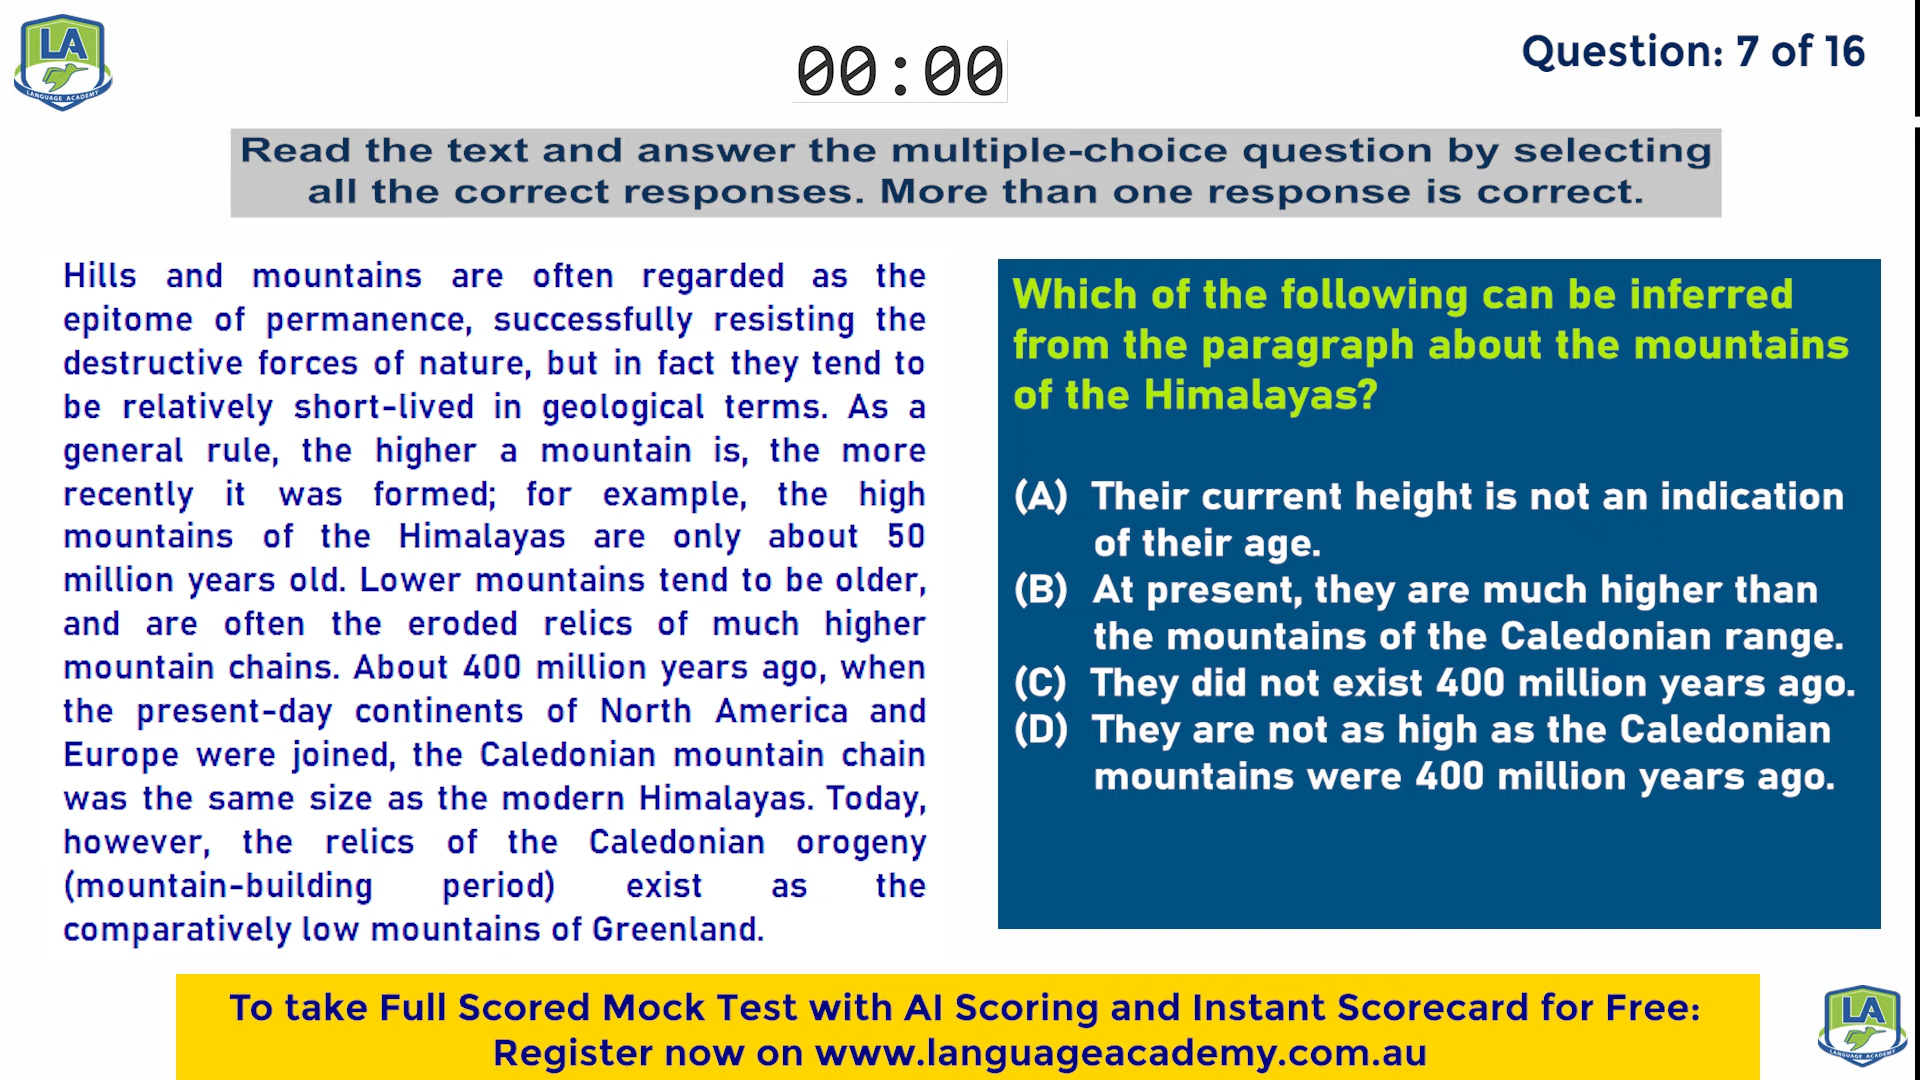 LA
LANGUAGE ACADEMY
00:00
Question: 7 of 16
Read the text and answer the multiple-choice question by selecting
all the correct responses. More than one response is correct.
Hills and mountains are often regarded as the
epitome of permanence, successfully resisting the
destructive forces of nature, but in fact they tend to
be relatively short-lived in geological terms. As a
general rule, the higher a mountain is, the more
recently it was formed; for example, the high
mountains of the Himalayas are only about 50
million years old. Lower mountains tend to be older,
and are often the eroded relics of much higher
mountain chains. About 400 million years ago, when
the present-day continents of North America and
Europe were joined, the Caledonian mountain chain
was the same size as the modern Himalayas. Today,
however, the relics of the Caledonian orogeny
(mountain-building period) exist as the
comparatively low mountains of Greenland.
Which of the following can be inferred
from the paragraph about the mountains
of the Himalayas?
(A) Their current height is not an indication
of their age.
(B) At present, they are much higher than
the mountains of the Caledonian range.
(C) They did not exist 400 million years ago.
(D) They are not as high as the Caledonian
mountains were 400 million years ago.
To take Full Scored Mock Test with AI Scoring and Instant Scorecard for Free:
Register now on www.languageacademy.com.au
LA
LANGUAGE ACADEMY